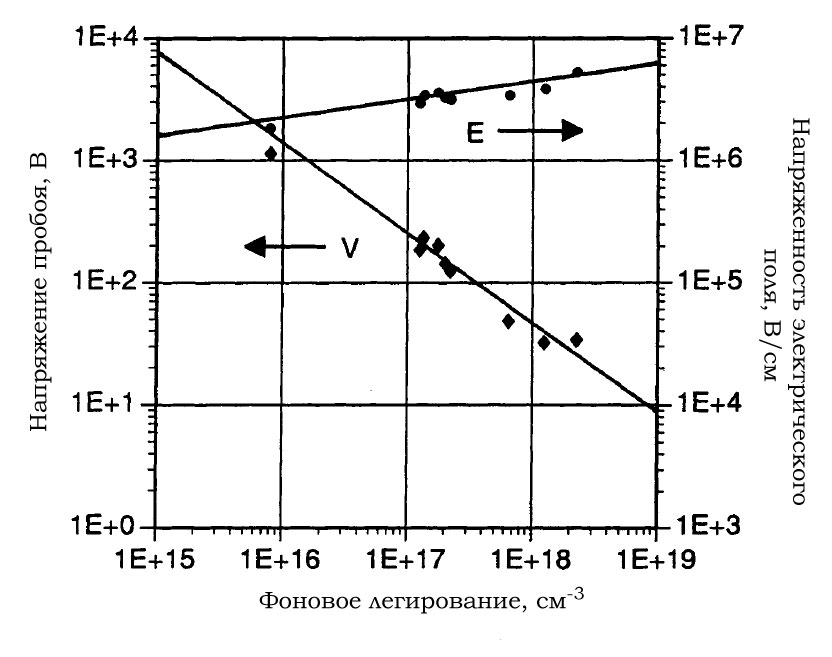 1E+4
1E+3
1E+2
1E+1
1E+0
Напряжение пробоя, В
1E+7
1E+6
1E+5
1E+4
1E+3
Напряженность электрического
поля, В/см
E
V
1E+15 1E+16 1E+17 1E+18 1E+19
Фоновое легирование, см-3